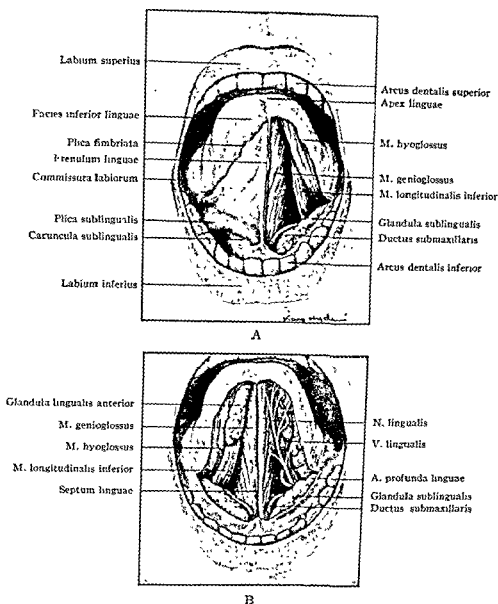 Labium superius
Facies inferior linguae
Plica fimbriata
Frenulum linguae
Commissura labiorum
Plica sublingualis
Caruncula sublingualis
Labium inferius
Arcus dentalis superior
Apex linguae
M. hyoglossus
M. genioglossus
M. longitudinalis inferior
Glandula sublingualis
Ductus submaxillaris
Arcus dentalis inferior
A
Glandula lingualis anterior
M. genioglossus
M. hyoglossus
M. longitudinalis inferior
Septum linguae
N. lingualis
V. lingualis
A. profunda linguae
Glandula sublingualis
Ductus submaxillaris
B